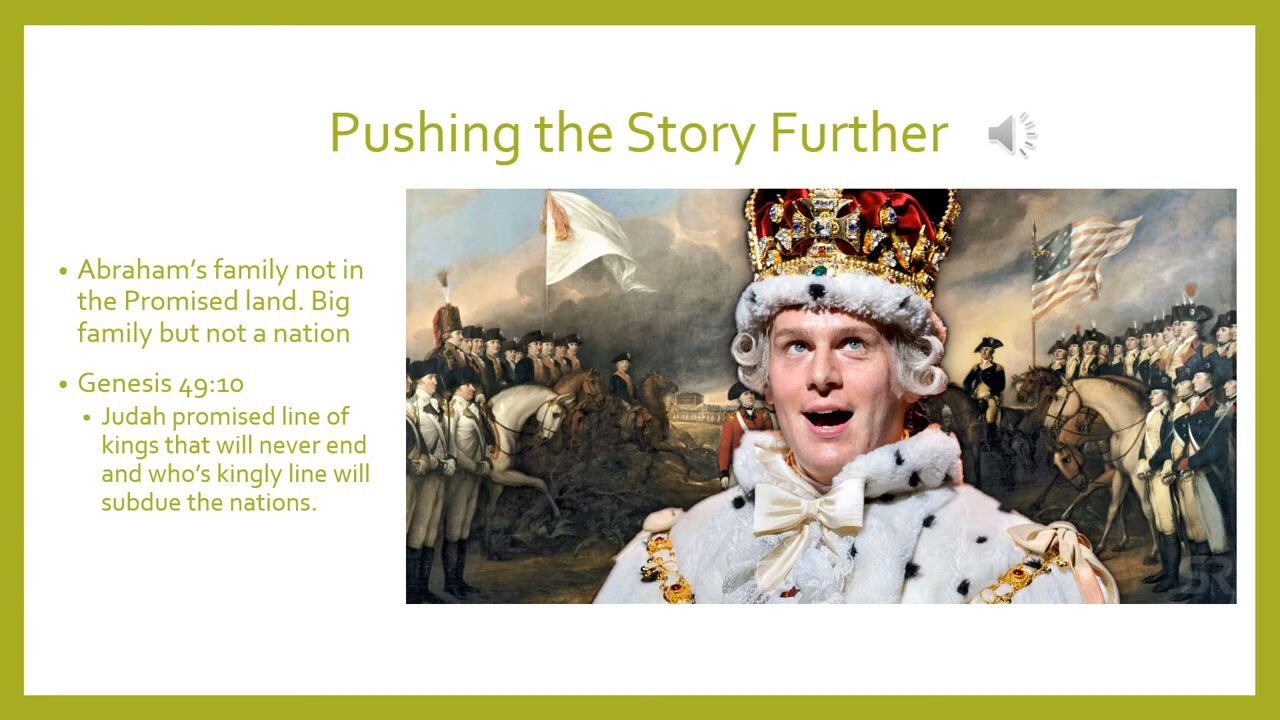 Pushing the Story Further
• Abraham’s family not in
the Promised land. Big
family but not a nation
• Genesis 49:10
• Judah promised line of
kings that will never end
and who’s kingly line will
subdue the nations.
SR